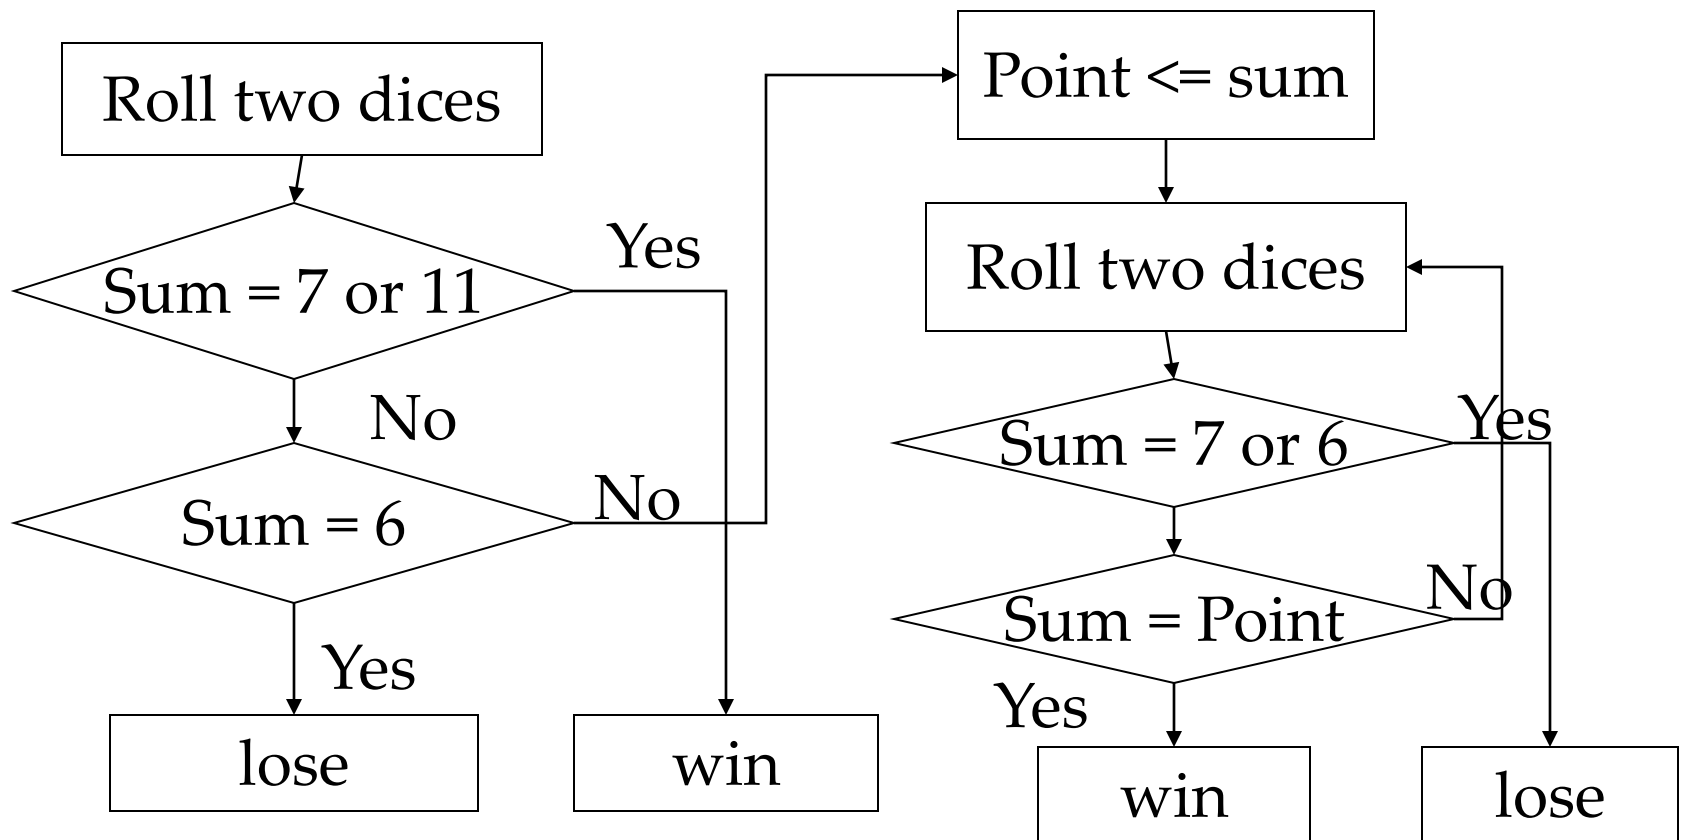 Roll two dices
Sum = 7 or 11
Yes
No
Sum = 6
No
Yes
lose
win
Point <= sum
Roll two dices
Sum = 7 or 6
Yes
Sum = Point
No
Yes
win
lose